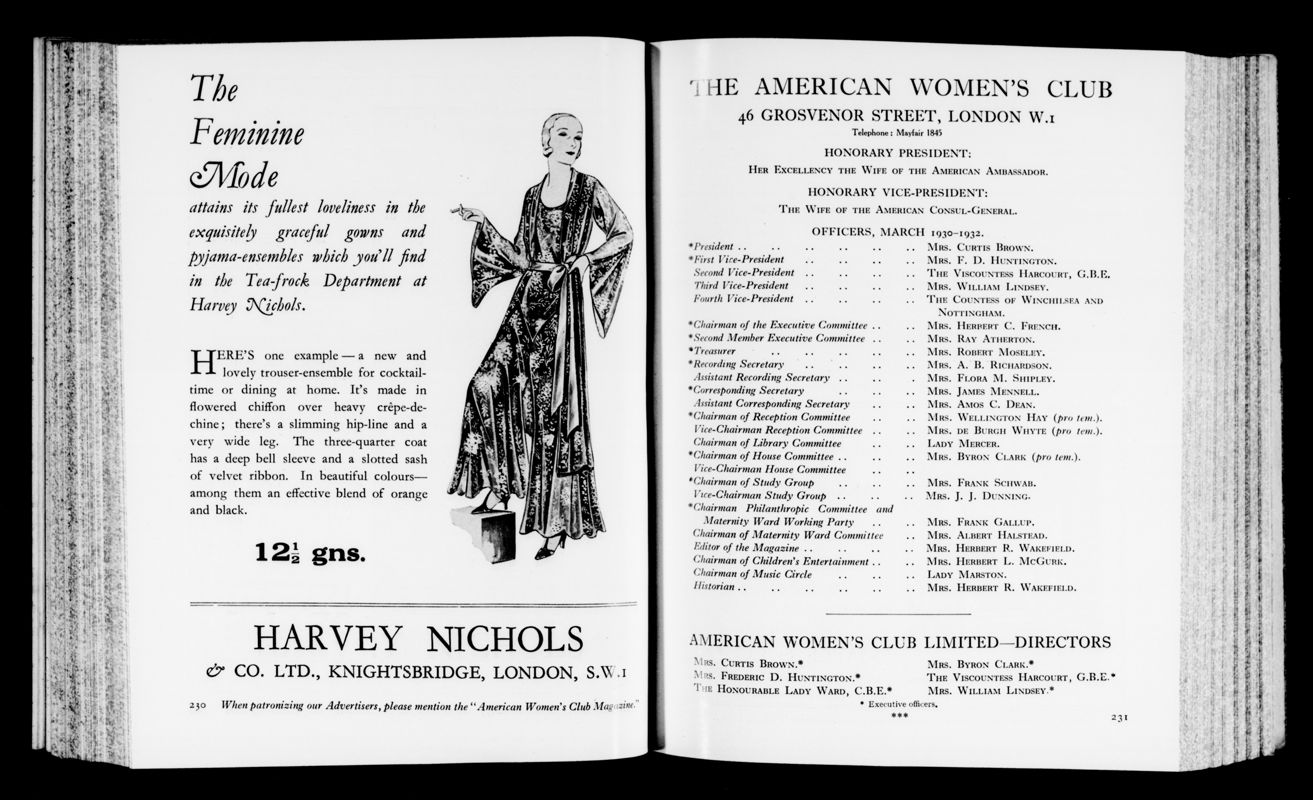 The
Feminine
Mode
attains its fullest loveliness in the
exquisitely graceful gowns and
pyjama-ensembles which you'll find
in the Tea-frock Department at
Harvey Nichols.
HERE'S one example — a new and
lovely trouser-ensemble for cocktail-
time or dining at home. It's made in
flowered chiffon over heavy crêpe-de-
chine; there's a slimming hip-line and a
very wide leg. The three-quarter coat
has a deep bell sleeve and a slotted sash
of velvet ribbon. In beautiful colours—
among them an effective blend of orange
and black.
12½ gns.
HARVEY NICHOLS
& CO. LTD., KNIGHTSBRIDGE, LONDON, S.W.1
230 When patronizing our Advertisers, please mention the "American Women's Club Magazine."
THE AMERICAN WOMEN'S CLUB
46 GROSVENOR STREET, LONDON W.1
Telephone: Mayfair 1845
HONORARY PRESIDENT:
HER EXCELLENCY THE WIFE OF THE AMERICAN AMBASSADOR.
HONORARY VICE-PRESIDENT:
THE WIFE OF THE AMERICAN CONSUL-GENERAL.
OFFICERS, MARCH 1930-1932.
*President .. .. .. .. .. .. MRS. CURTIS BROWN.
*First Vice-President .. .. .. .. MRS. F. D. HUNTINGTON.
Second Vice-President .. .. .. .. THE VISCOUNTESS HARCOURT, G.B.E.
Third Vice-President .. .. .. .. MRS. WILLIAM LINDSEY.
Fourth Vice-President .. .. .. .. THE COUNTESS OF WINCHILSEA AND
NOTTINGHAM.
*Chairman of the Executive Committee .. .. MRS. HERBERT C. FRENCH.
*Second Member Executive Committee .. .. MRS. RAY ATHERTON.
*Treasurer .. .. .. .. .. MRS. ROBERT MOSELEY.
*Recording Secretary .. .. .. .. MRS. A. B. RICHARDSON.
Assistant Recording Secretary .. .. . MRS. FLORA M. SHIPLEY.
*Corresponding Secretary .. .. .. MRS. JAMES MENNELL.
Assistant Corresponding Secretary .. .. MRS. AMOS C. DEAN.
*Chairman of Reception Committee .. .. MRS. WELLINGTON HAY (pro tem.).
Vice-Chairman Reception Committee .. .. MRS. DE BURGH WHYTE (pro tem.).
Chairman of Library Committee .. .. LADY MERCER.
*Chairman of House Committee .. .. .. MRS. BYRON CLARK (pro tem.).
Vice-Chairman House Committee .. ..
*Chairman of Study Group .. .. .. MRS. FRANK SCHWAB.
Vice-Chairman Study Group .. .. .. MRS. J. J. DUNNING.
*Chairman Philanthropic Committee and
Maternity Ward Working Party .. .. MRS. FRANK GALLUP.
Chairman of Maternity Ward Committee .. MRS. ALBERT HALSTEAD.
Editor of the Magazine .. .. .. .. MRS. HERBERT R. WAKEFIELD.
Chairman of Children's Entertainment .. .. MRS. HERBERT L. MCGURK.
Chairman of Music Circle .. .. .. LADY MARSTON.
Historian .. .. .. .. .. .. MRS. HERBERT R. WAKEFIELD.
AMERICAN WOMEN'S CLUB LIMITED—DIRECTORS
MRS. CURTIS BROWN.* MRS. BYRON CLARK.*
MRS. FREDERIC D. HUNTINGTON.* THE VISCOUNTESS HARCOURT, G.B.E.*
THE HONOURABLE LADY WARD, C.B.E.* MRS. WILLIAM LINDSEY.*
* Executive officers.
***
231